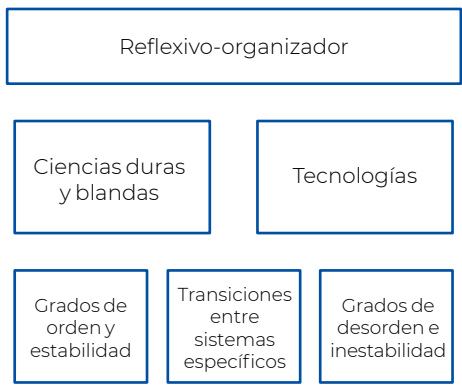 Reflexivo-organizador
Ciencias duras
y blandas
Tecnologías
Grados de
orden y
estabilidad
Transiciones
entre
sistemas
específicos
Grados de
desorden e
inestabilidad